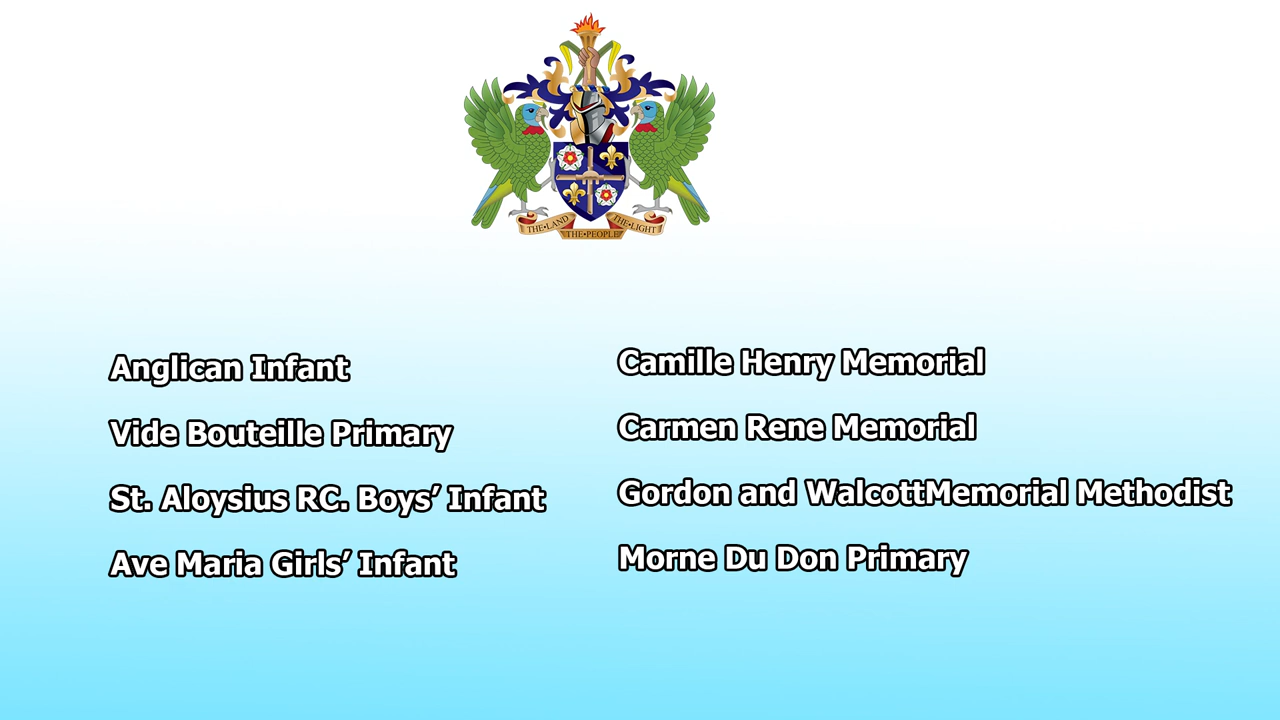 THE•LAND
THE•PEOPLE
THE•LIGHT
Anglican Infant
Vide Bouteille Primary
St. Aloysius RC. Boys’ Infant
Ave Maria Girls’ Infant
Camille Henry Memorial
Carmen Rene Memorial
Gordon and WalcottMemorial Methodist
Morne Du Don Primary